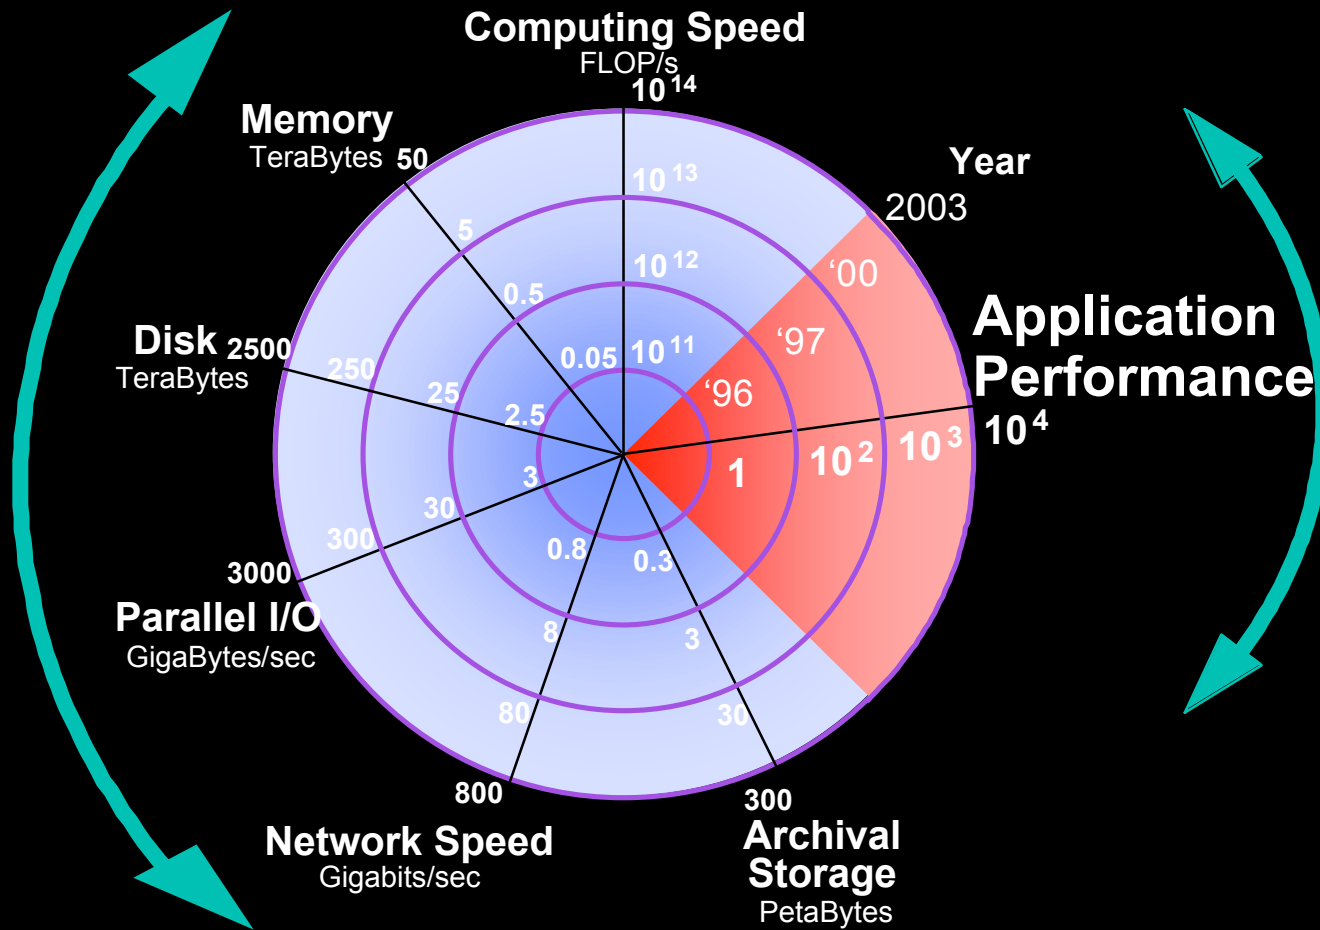 Computing Speed
FLOP/s
10 14
Memory
TeraBytes 50
Year
2003
10 13
5
‘00
10 12
0.5
Application
Performance
‘97
Disk 2500
TeraBytes
250
0.05 10 11
25
‘96
2.5
10 4
10 3
10 2
1
3
30
300
3000
Parallel I/O
GigaBytes/sec
0.8
0.3
8
3
80
30
800
300
Network Speed
Gigabits/sec
Archival
Storage
PetaBytes